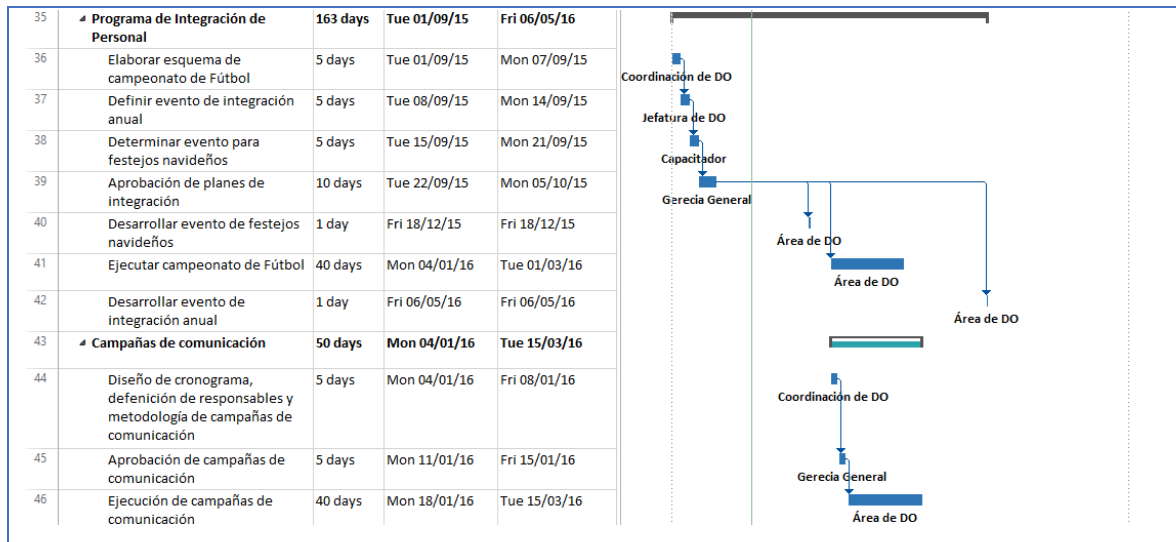 35 Programa de Integración de 163 days Tue 01/09/15 Fri 06/05/16
Personal
36 Elaborar esquema de 5 days Tue 01/09/15 Mon 07/09/15
campeonato de Fútbol
Coordinación de DO
37 Definir evento de integración 5 days Tue 08/09/15 Mon 14/09/15
anual
Jefatura de DO
38 Determinar evento para 5 days Tue 15/09/15 Mon 21/09/15
festejos navideños
Capacitador
39 Aprobación de planes de 10 days Tue 22/09/15 Mon 05/10/15
integración
Gerecia General
40 Desarrollar evento de festejos 1 day Fri 18/12/15 Fri 18/12/15
navideños
Área de DO
41 Ejecutar campeonato de Fútbol 40 days Mon 04/01/16 Tue 01/03/16
Área de DO
42 Desarrollar evento de 1 day Fri 06/05/16 Fri 06/05/16
integración anual
Área de DO
43 Campañas de comunicación 50 days Mon 04/01/16 Tue 15/03/16
44 Diseño de cronograma, 5 days Mon 04/01/16 Fri 08/01/16
defenición de responsables y
metodología de campañas de
comunicación
Coordinación de DO
45 Aprobación de campañas de 5 days Mon 11/01/16 Fri 15/01/16
comunicación
Gerecia General
46 Ejecución de campañas de 40 days Mon 18/01/16 Tue 15/03/16
comunicación
Área de DO